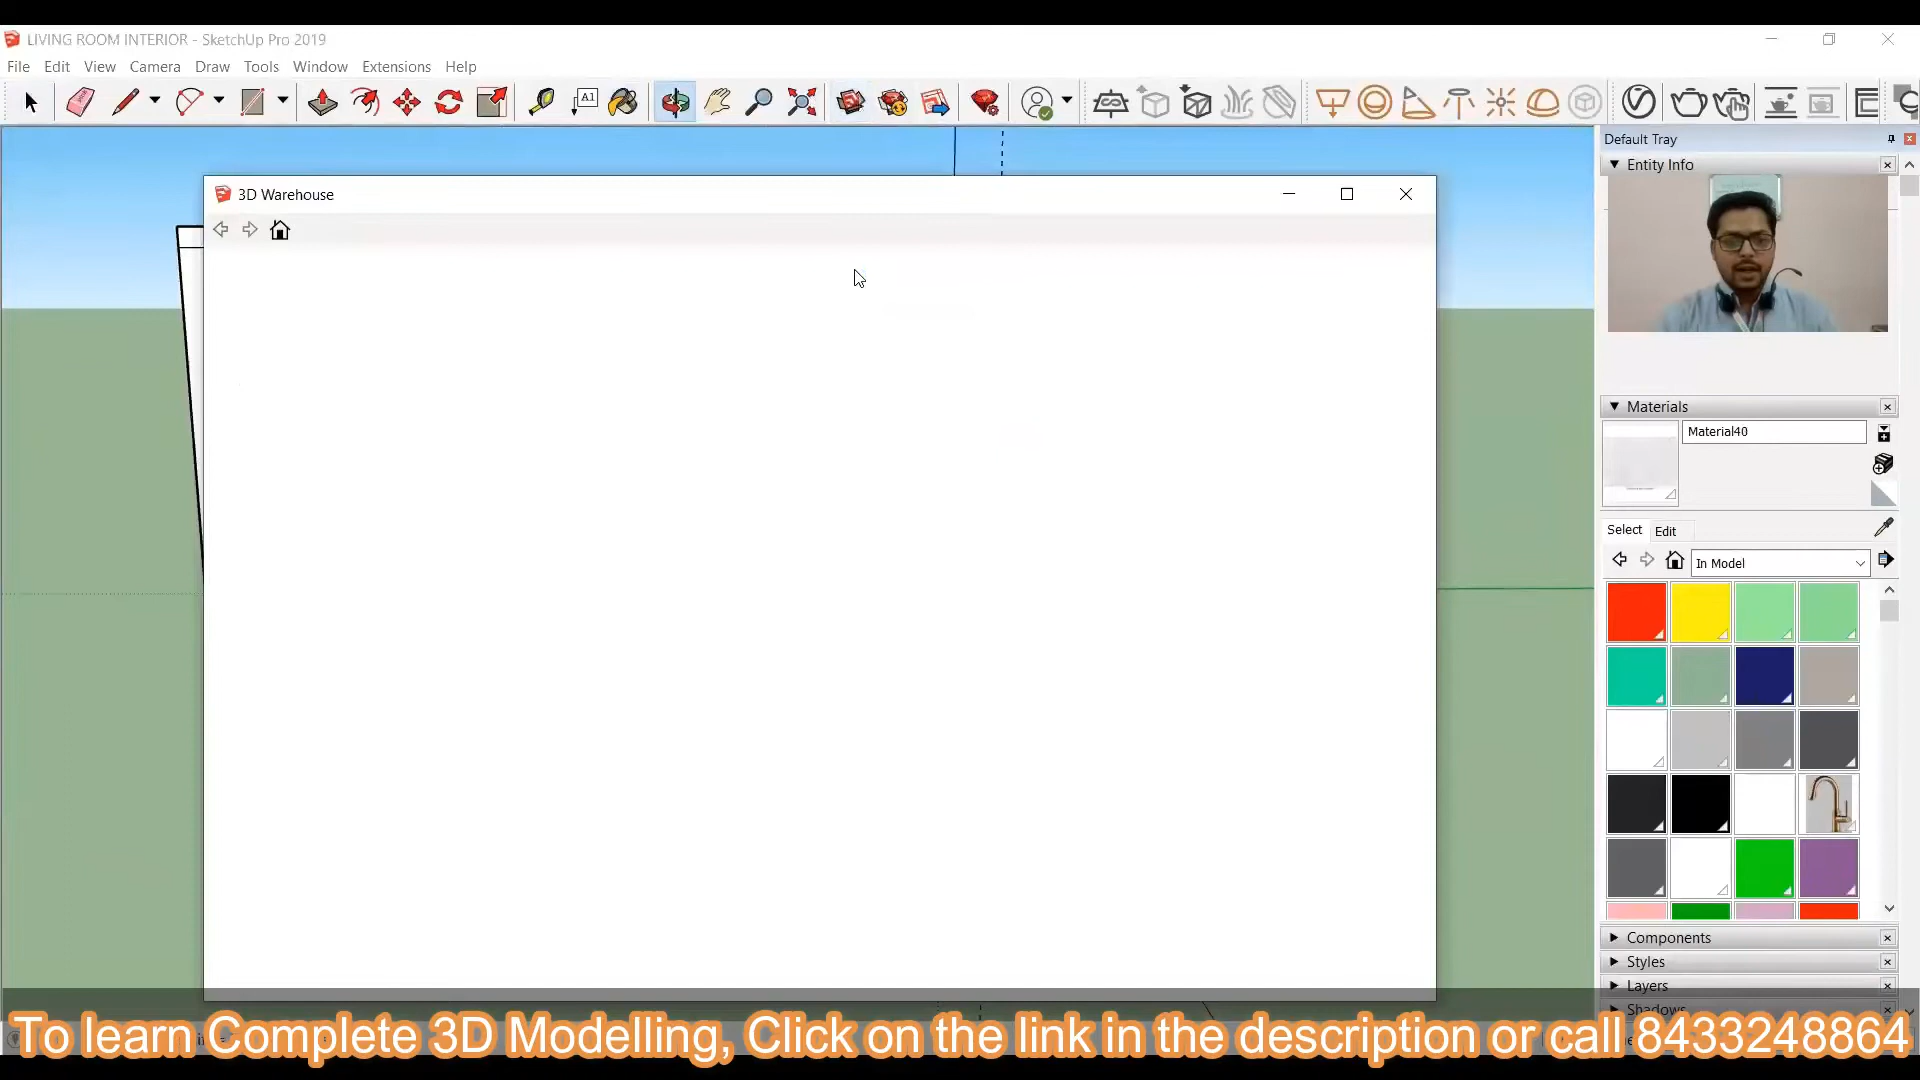 LIVING ROOM INTERIOR - SketchUp Pro 2019
File Edit View Camera Draw Tools Window Extensions Help
A1
Default Tray
Entity Info
3D Warehouse
Materials
Material40
Select Edit
In Model
Components
Styles
Layers
Shadows
To learn Complete 3D Modelling, Click on the link in the description or call 8433248864